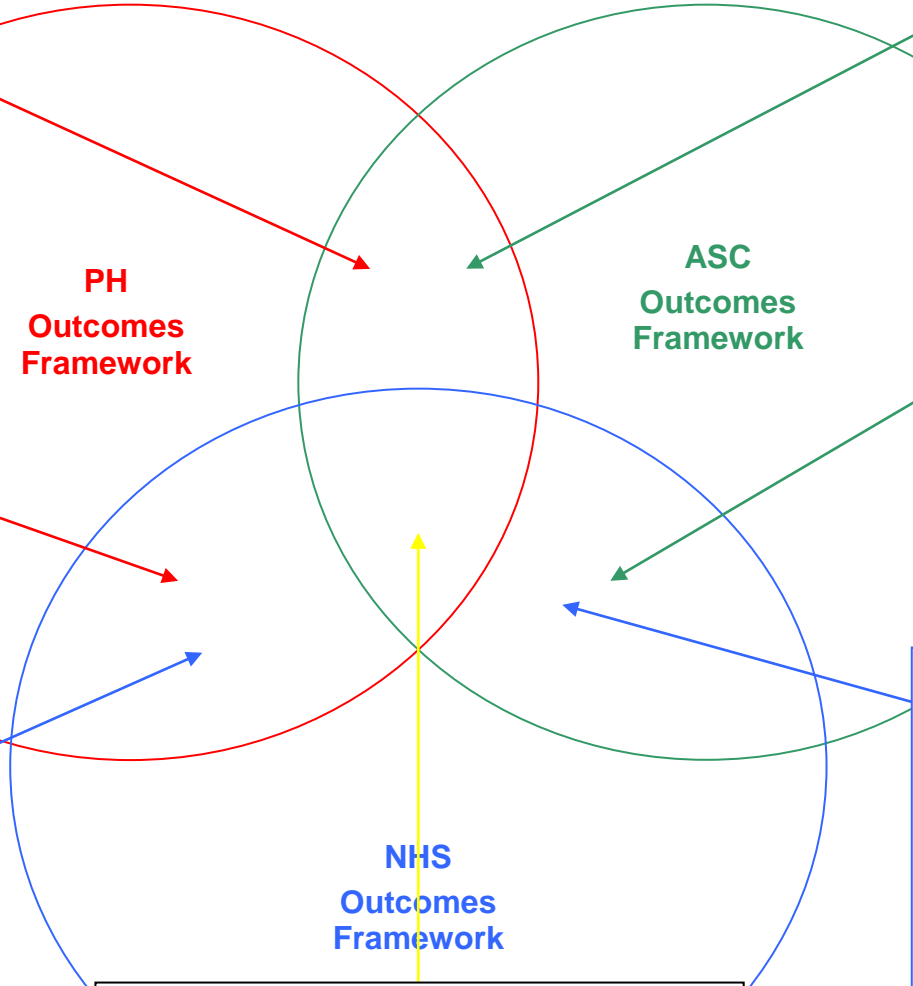 PH
Outcomes
Framework
ASC
Outcomes
Framework
NHS
Outcomes
Framework